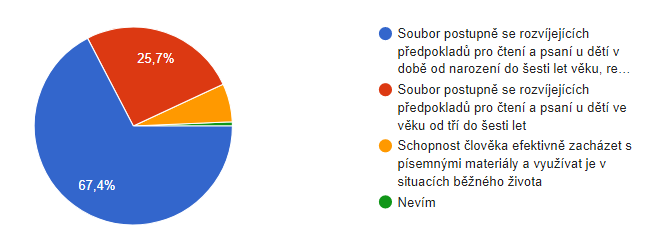 25,7%
67,4%
Soubor postupně se rozvíjejících
předpokladů pro čtení a psaní u dětí v
době od narození do šesti let věku, re…
Soubor postupně se rozvíjejících
předpokladů pro čtení a psaní u dětí ve
věku od tří do šesti let
Schopnost člověka efektivně zacházet s
písemnými materiály a využívat je v
situacích běžného života
Nevím